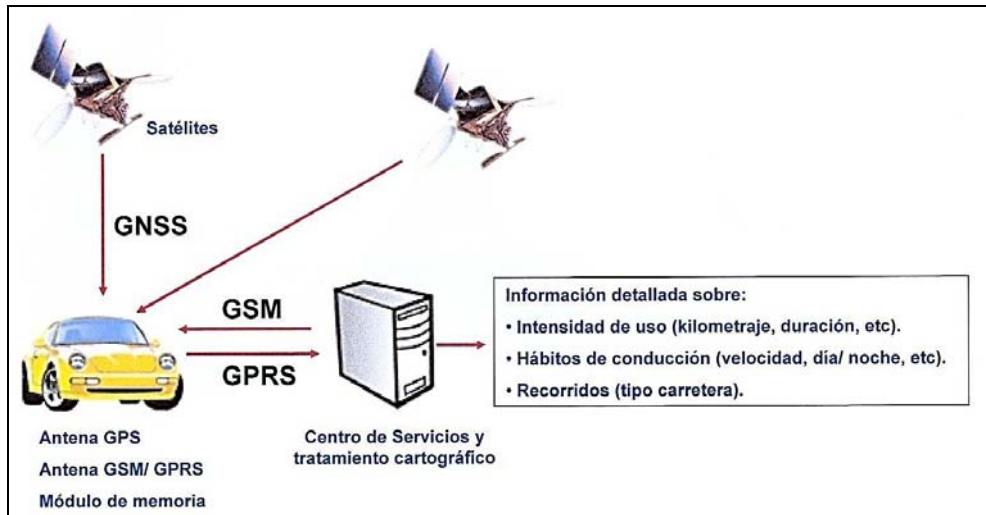 Satélites
GNSS
GSM
GPRS
Información detallada sobre:
• Intensidad de uso (kilometraje, duración, etc).
• Hábitos de conducción (velocidad, día/ noche, etc).
• Recorridos (tipo carretera).
Antena GPS
Antena GSM/ GPRS
Módulo de memoria
Centro de Servicios y
tratamiento cartográfico